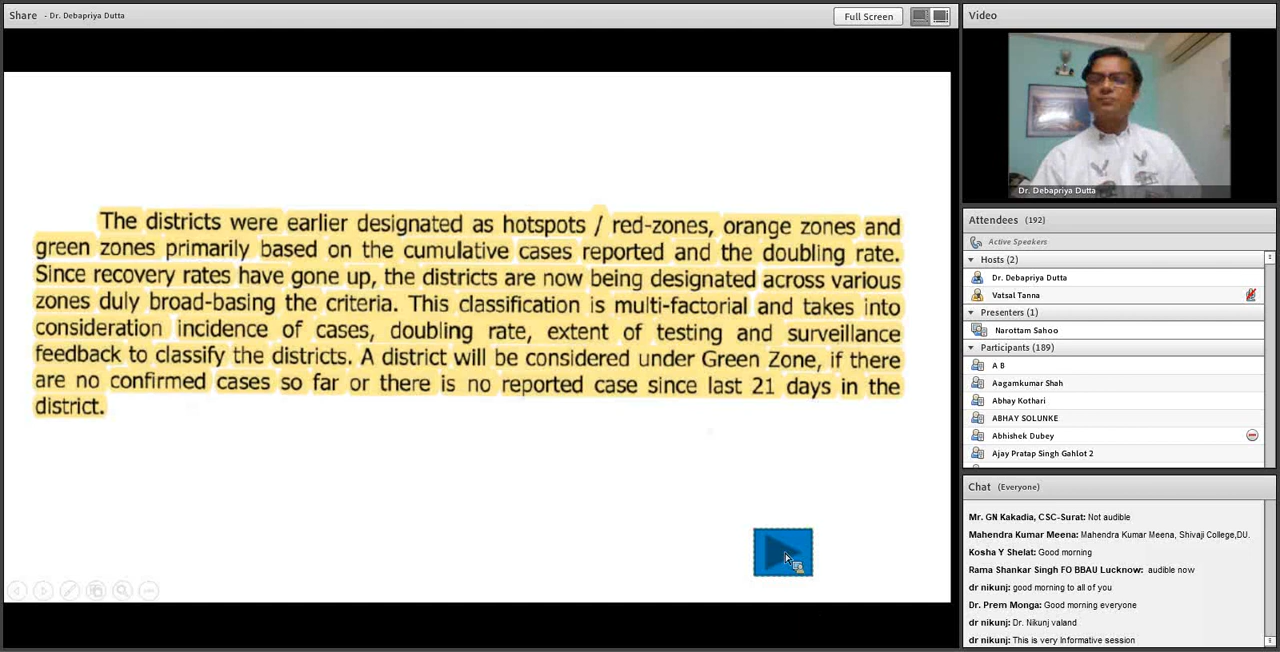 Share - Dr. Debapriya Dutta
Full Screen
The districts were earlier designated as hotspots / red-zones, orange zones and
green zones primarily based on the cumulative cases reported and the doubling rate.
Since recovery rates have gone up, the districts are now being designated across various
zones duly broad-basing the criteria. This classification is multi-factorial and takes into
consideration incidence of cases, doubling rate, extent of testing and surveillance
feedback to classify the districts. A district will be considered under Green Zone, if there
are no confirmed cases so far or there is no reported case since last 21 days in the
district.
Video
Dr. Debapriya Dutta
Attendees (192)
Active Speakers
Hosts (2)
Dr. Debapriya Dutta
Vatsal Tanna
Presenters (1)
Narottam Sahoo
Participants (189)
A B
Aagamkumar Shah
Abhay Kothari
ABHAY SOLUNKE
Abhishek Dubey
Ajay Pratap Singh Gahlot 2
Chat (Everyone)
Mr. GN Kakadia, CSC-Surat: Not audible
Mahendra Kumar Meena: Mahendra Kumar Meena, Shivaji College,DU.
Kosha Y Shelat: Good morning
Rama Shankar Singh FO BBAU Lucknow: audible now
dr nikunj: good morning to all of you
Dr. Prem Monga: Good morning everyone
dr nikunj: Dr. Nikunj valand
dr nikunj: This is very Informative session